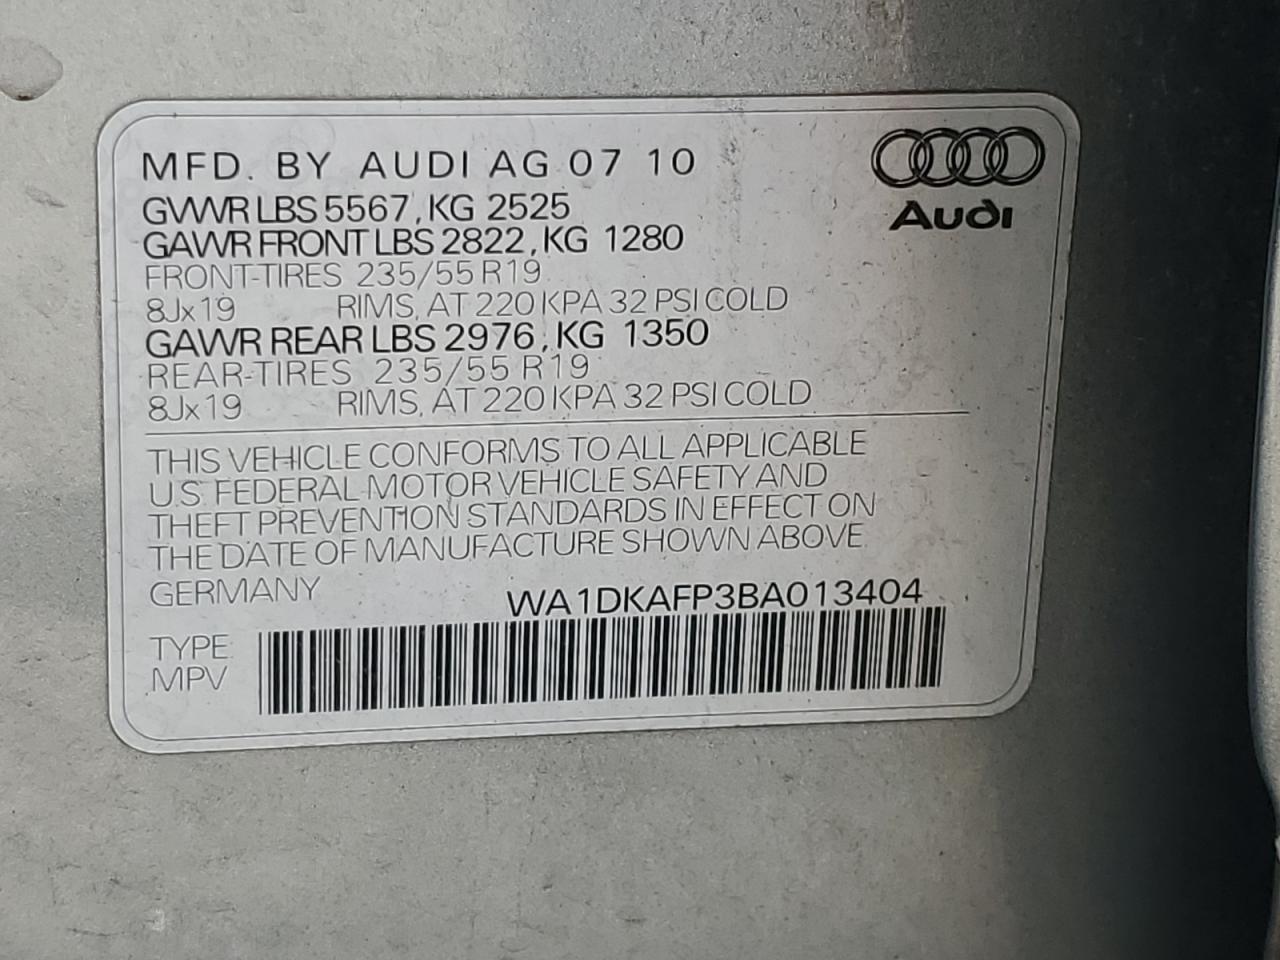 MFD. BY AUDI AG 07 10
Audi
GVWR LBS 5567, KG 2525
GAWR FRONT LBS 2822, KG 1280
FRONT-TIRES 235/55 R19
8Jx19 RIMS, AT 220 KPA 32 PSI COLD
GAWR REAR LBS 2976, KG 1350
REAR-TIRES 235/55 R19
8Jx19 RIMS, AT 220 KPA 32 PSI COLD
THIS VEHICLE CONFORMS TO ALL APPLICABLE
U.S. FEDERAL MOTOR VEHICLE SAFETY AND
THEFT PREVENTION STANDARDS IN EFFECT ON
THE DATE OF MANUFACTURE SHOWN ABOVE.
GERMANY WA1DKAFP3BA013404
TYPE
MPV